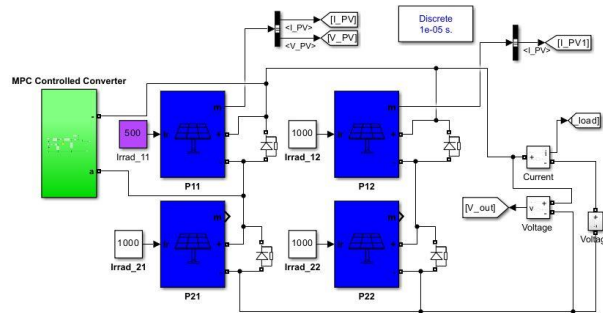 [I_PV]
<I_PV>
[V_PV]
<V_PV>
Discrete
1e-05 s.
[I_PV1]
<I_PV>
MPC Controlled Converter
-
a
500
Irrad_11
m
+
-
P11
1000
Irrad_12
m
+
-
P12
_load]
+
i
-
Current
[V_out]
v
+
-
Voltage
+
-
Voltag
1000
Irrad_21
m
+
-
P21
1000
Irrad_22
m
+
-
P22